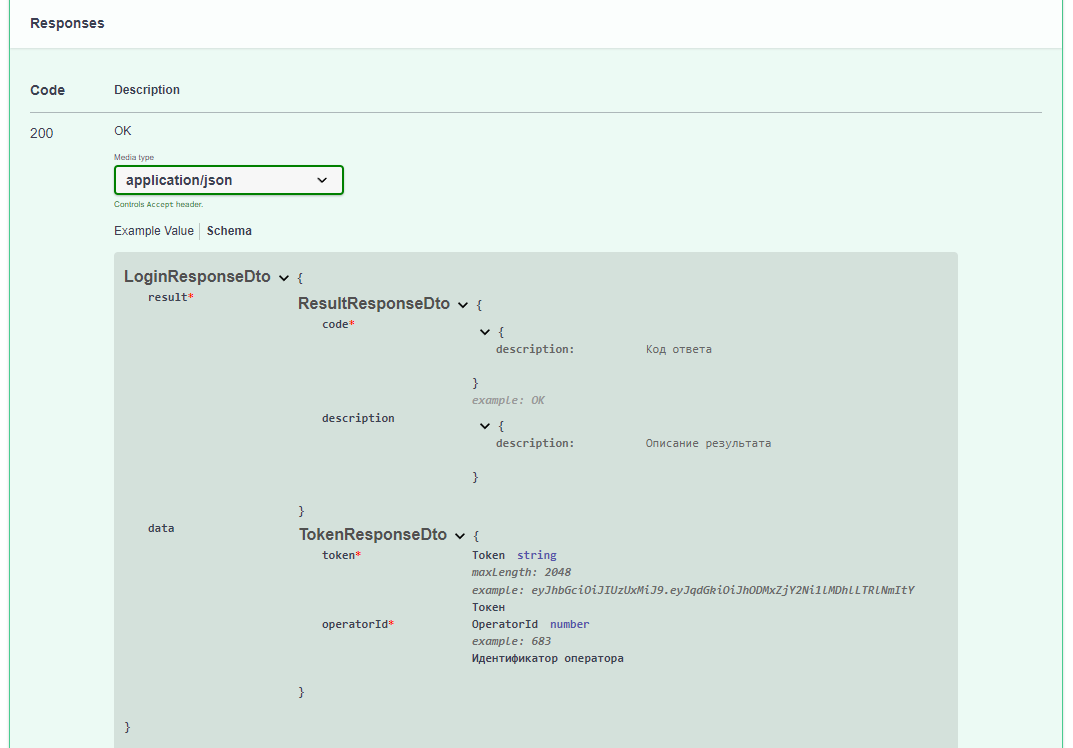 Responses
Code Description
200 OK
Media type
application/json
Controls Accept header.
Example Value Schema
LoginResponseDto {
result* ResultResponseDto {
code* {
description: Код ответа
}
example: OK
description {
description: Описание результата
}
}
data TokenResponseDto {
token* Token string
maxLength: 2048
example: eyJhbGciOiJIUzUxMiJ9.eyJqdGkiOiJhODMxZjY2Ni1lMDhlLTRlNmItY
Токен
operatorId* OperatorId number
example: 683
Идентификатор оператора
}
}